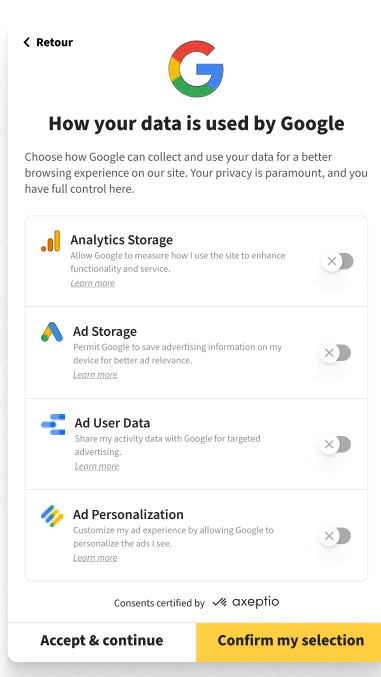 Retour
How your data is used by Google
Choose how Google can collect and use your data for a better
browsing experience on our site. Your privacy is paramount, and you
have full control here.
Analytics Storage
Allow Google to measure how I use the site to enhance
functionality and service.
Learn more
Ad Storage
Permit Google to save advertising information on my
device for better ad relevance.
Learn more
Ad User Data
Share my activity data with Google for targeted
advertising.
Learn more
Ad Personalization
Customize my ad experience by allowing Google to
personalize the ads I see.
Learn more
Consents certified by axeptio
Accept & continue
Confirm my selection